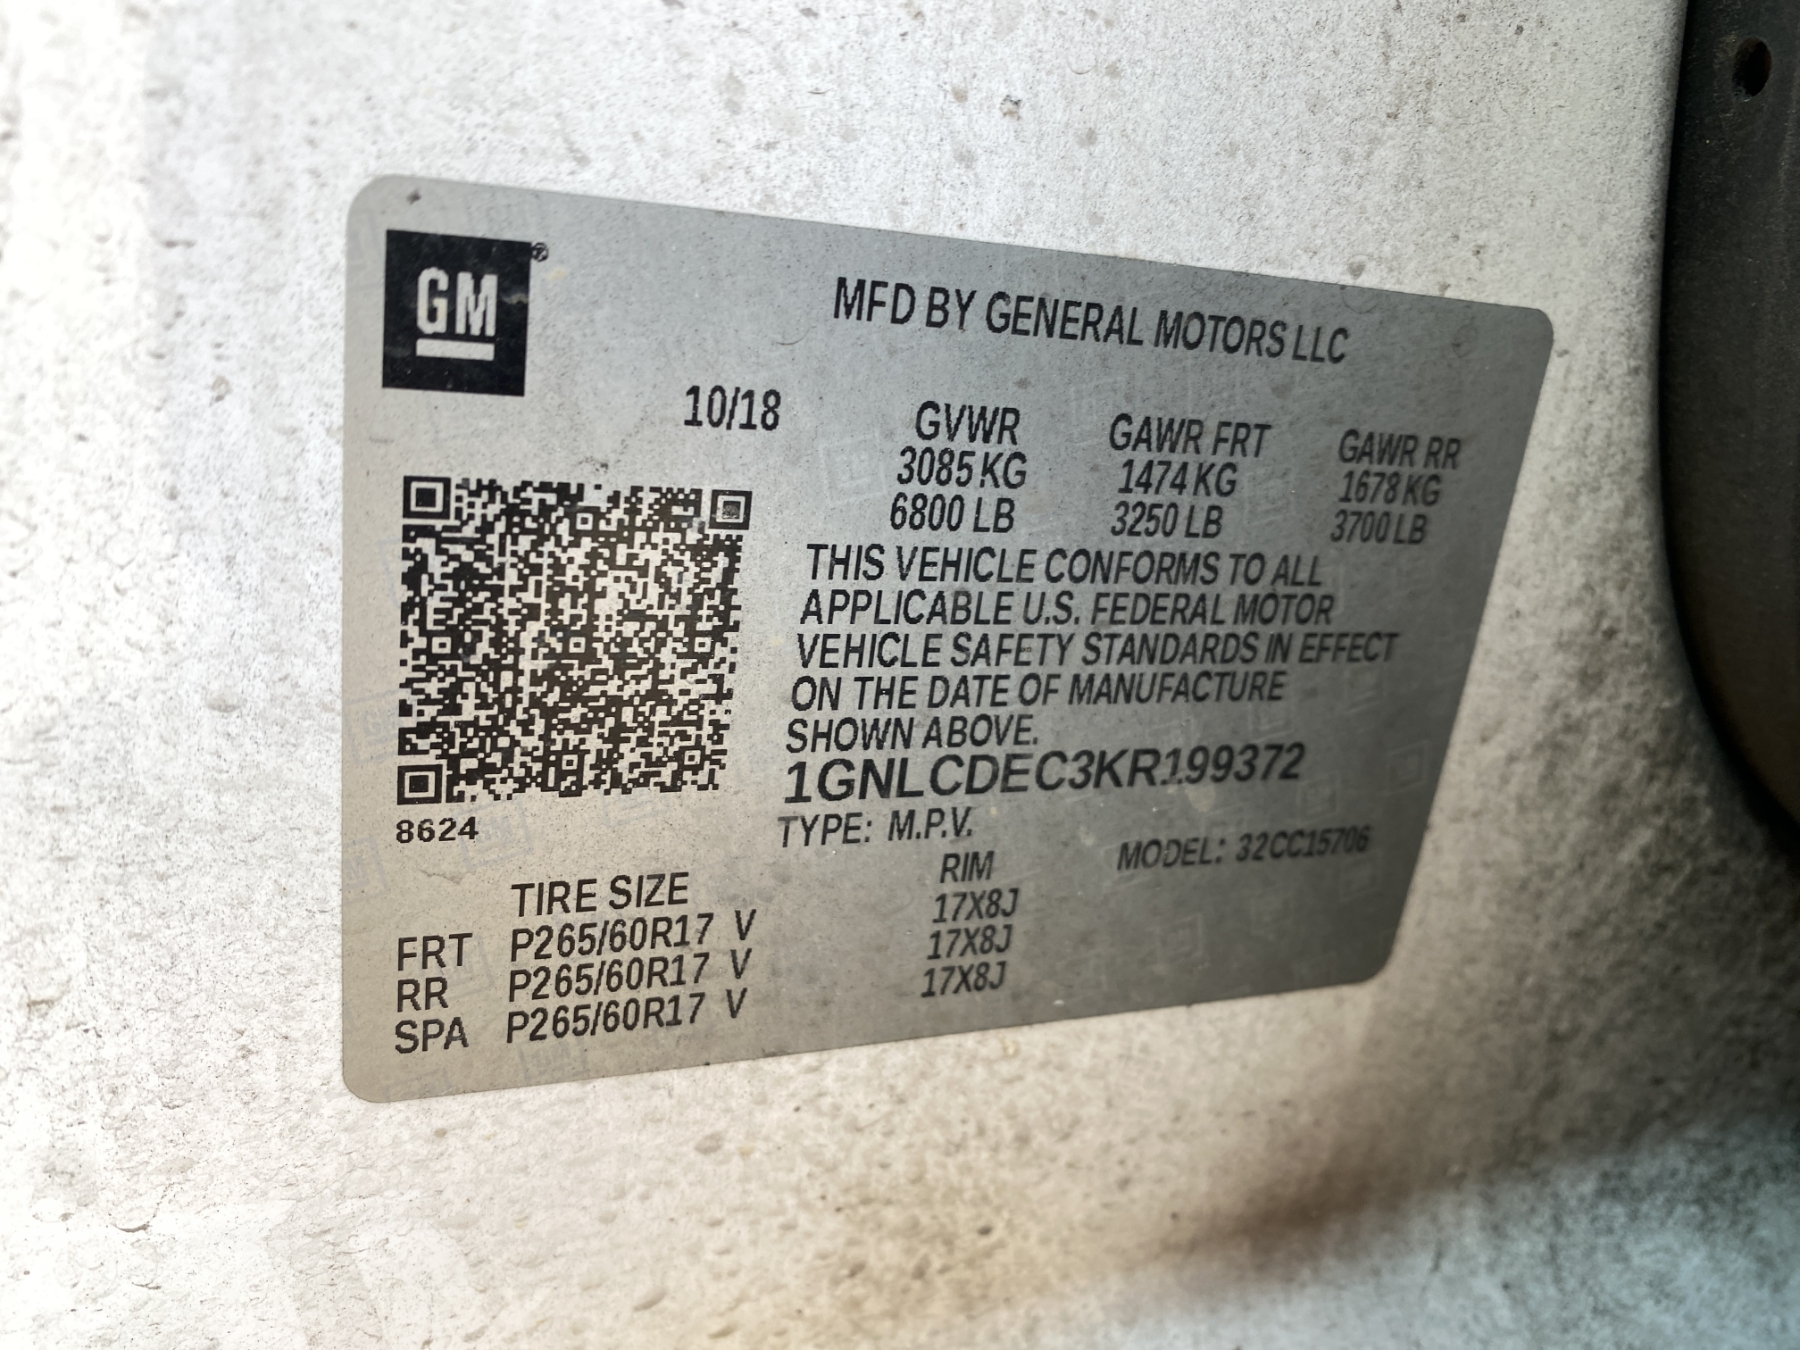 GM®
MFD BY GENERAL MOTORS LLC
10/18
GVWR GAWR FRT GAWR RR
3085 KG 1474 KG 1678 KG
6800 LB 3250 LB 3700 LB
THIS VEHICLE CONFORMS TO ALL
APPLICABLE U.S. FEDERAL MOTOR
VEHICLE SAFETY STANDARDS IN EFFECT
ON THE DATE OF MANUFACTURE
SHOWN ABOVE.
1GNLCDEC3KR199372
8624
TYPE: M.P.V.
MODEL: 32CC15706
TIRE SIZE RIM
FRT P265/60R17 V 17X8J
RR P265/60R17 V 17X8J
SPA P265/60R17 V 17X8J